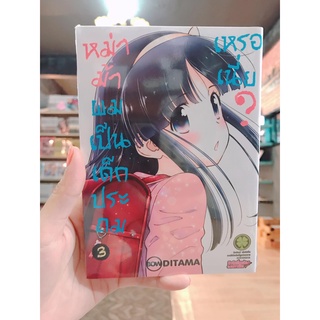 หม่าม้า
ผม
เป็น
เด็ก
ประ
ถม
เหรอ
เนี่ย
?
3
BOW DITAMA